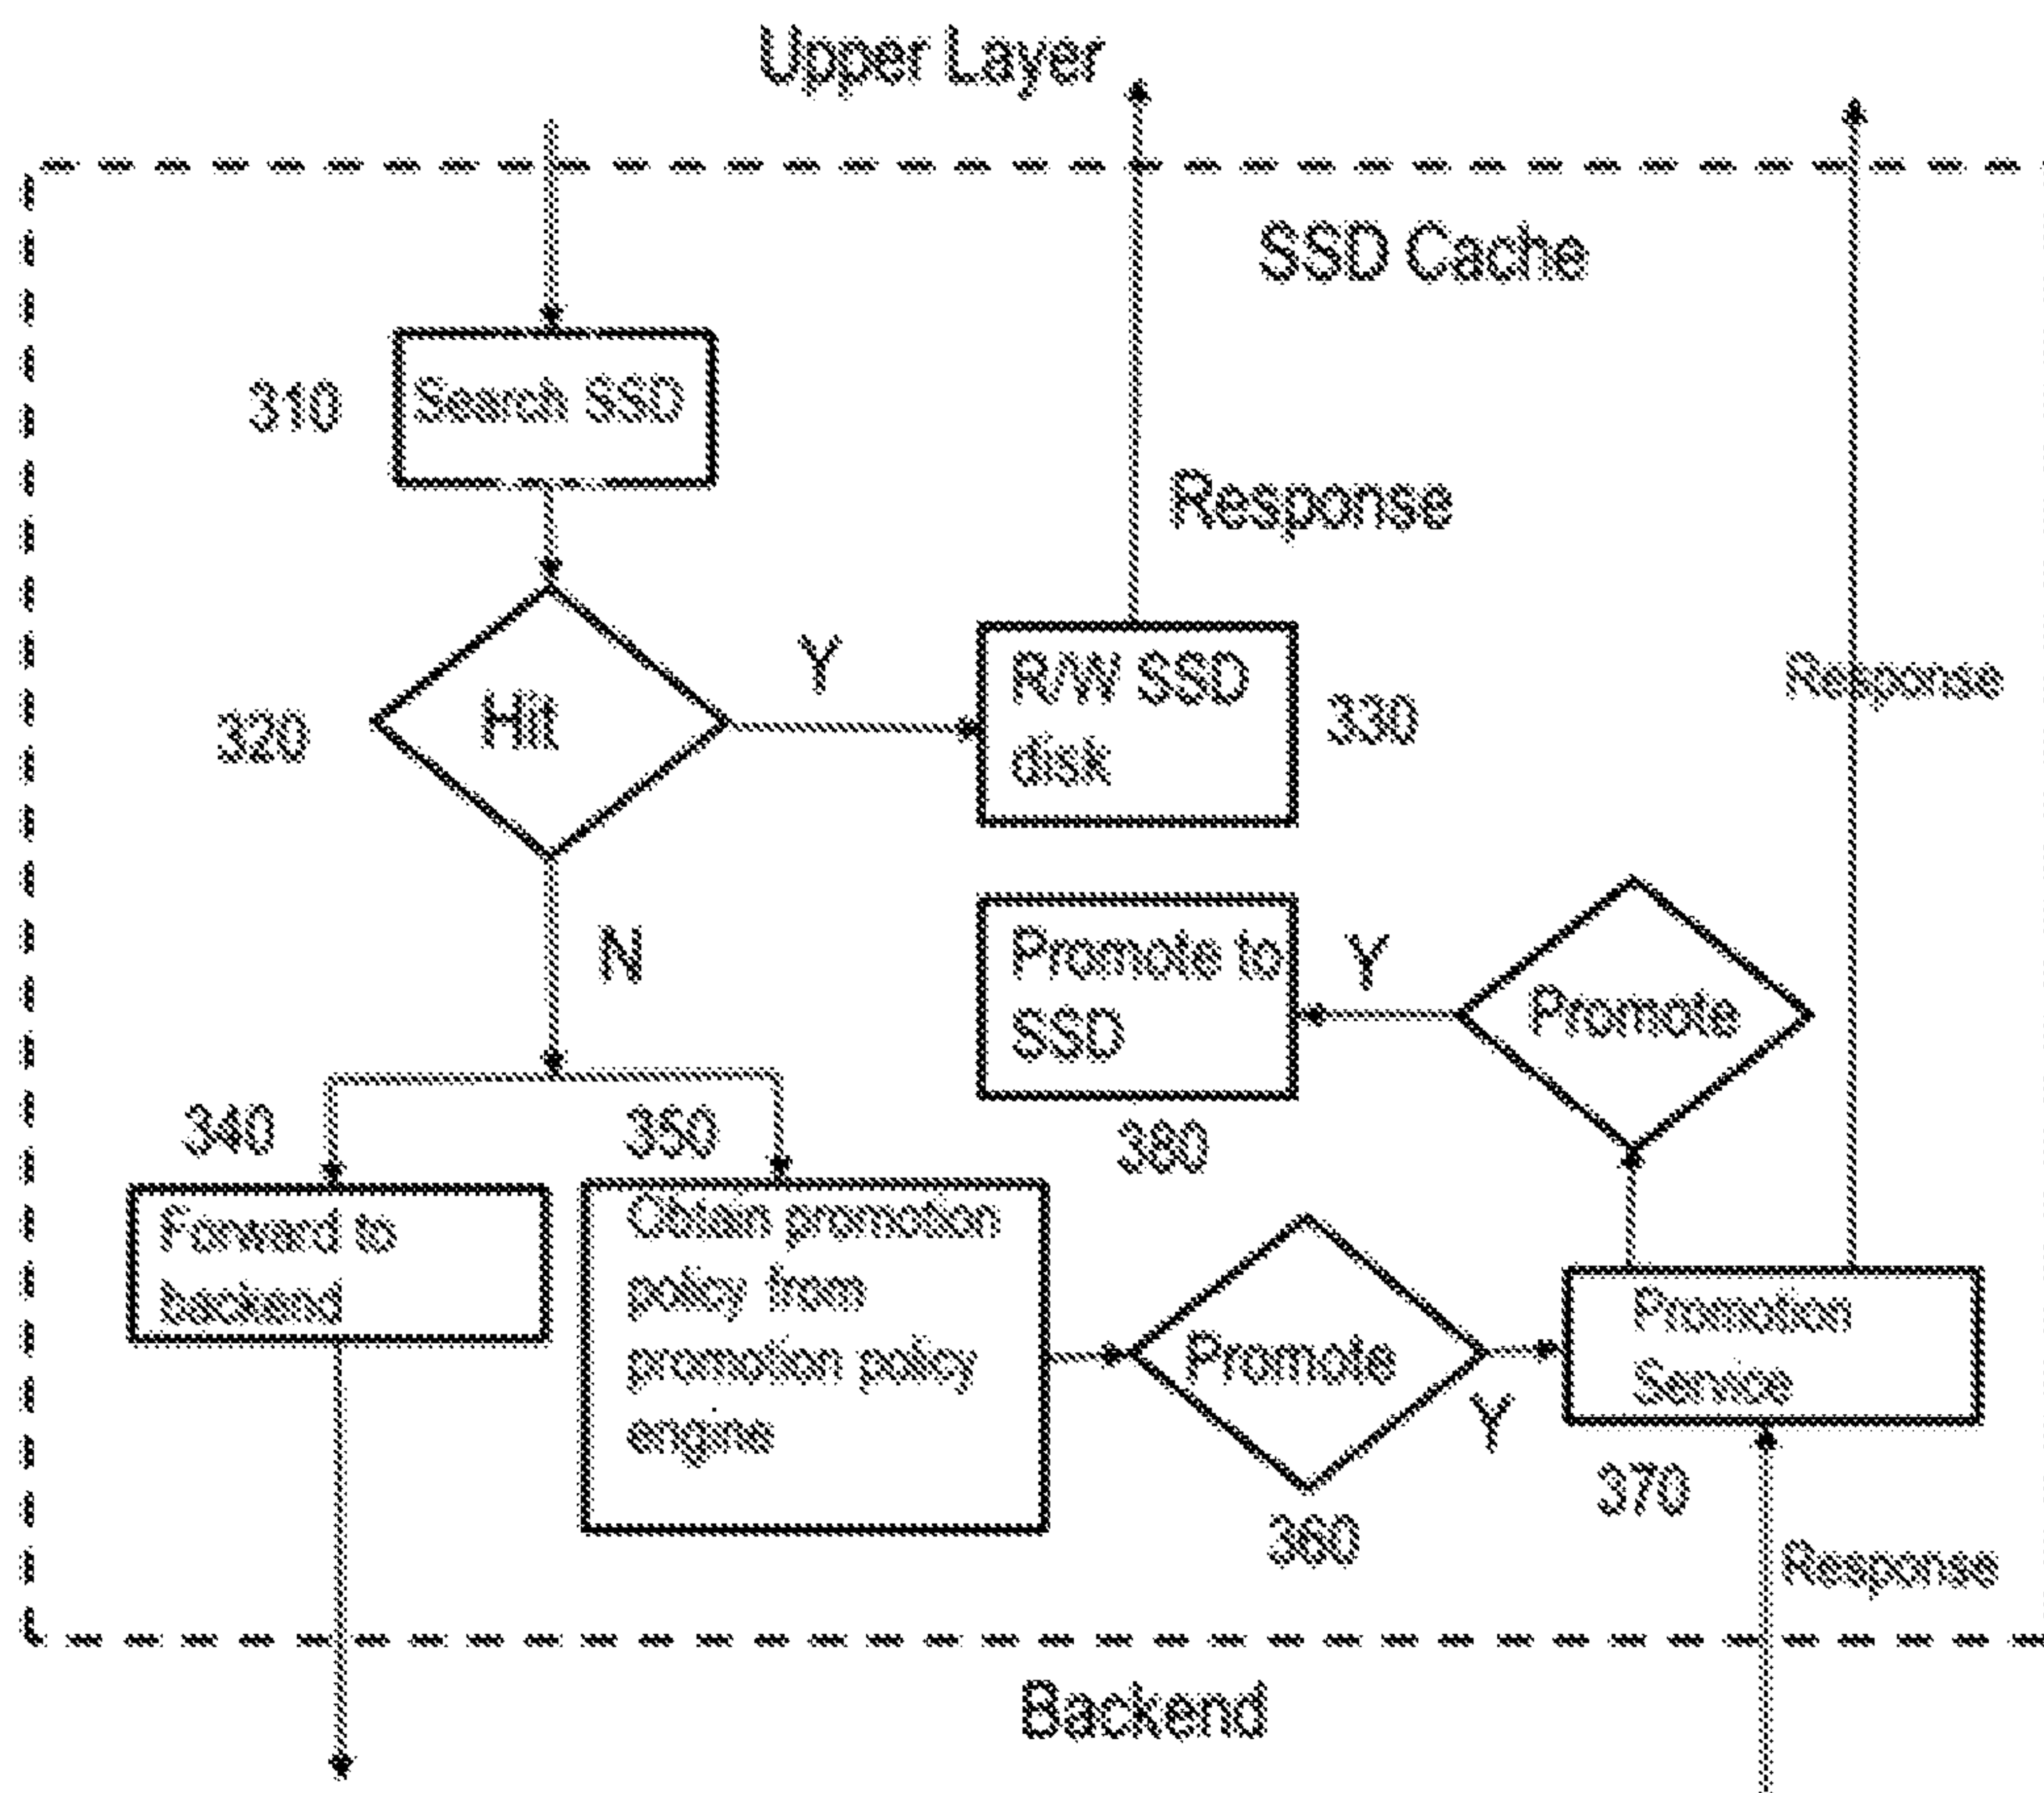 Upper Layer
SSD Cache
310
Search SSD
Response
320
Hit
Y
R/W SSD
disk
330
Response
N
Promote to
SSD
Y
Promote
340
350
380
Forward to
backend
Obtain promotion
policy from
promotion policy
engine
Promote
Y
Promotion
Service
360
370
Response
Backend